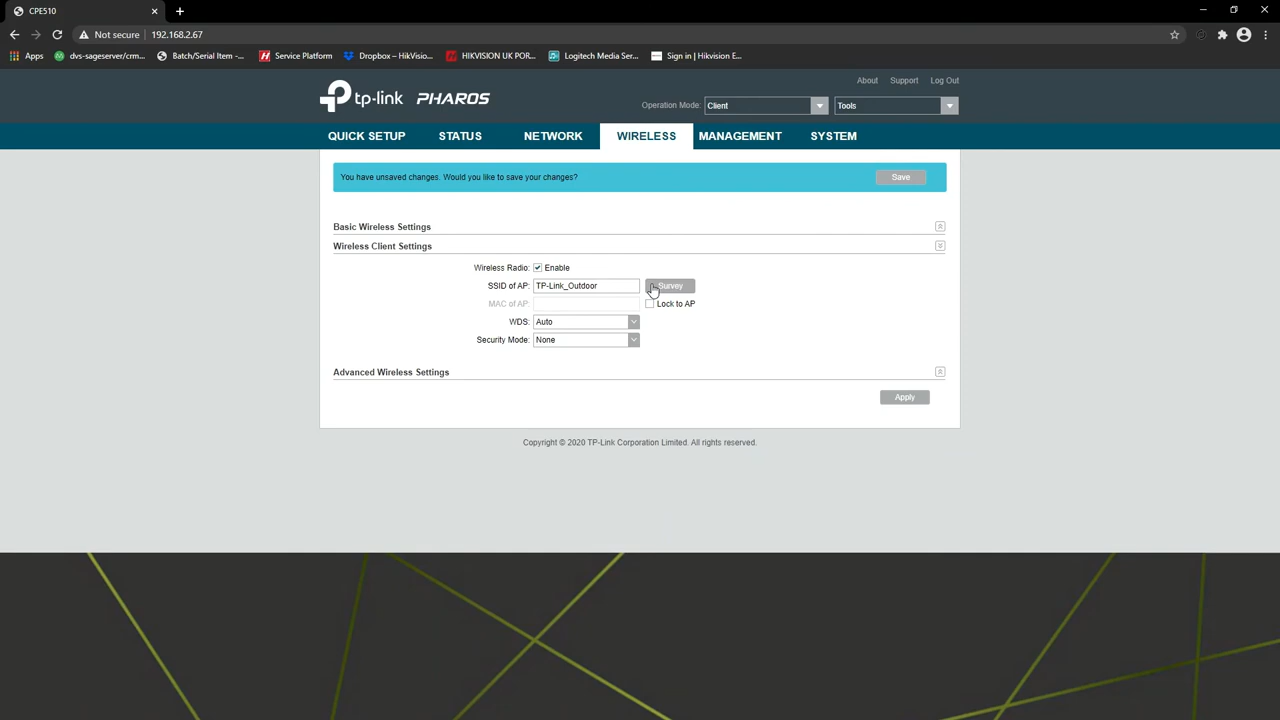 CPE510
Not secure | 192.168.2.67
Apps dvs-sageserver/crm... Batch/Serial Item -... Service Platform Dropbox – HikVisio... HIKVISION UK POR... Logitech Media Ser... Sign in | Hikvision E...
About Support Log Out
tp-link PHAROS
Operation Mode: Client Tools
QUICK SETUP STATUS NETWORK WIRELESS MANAGEMENT SYSTEM
You have unsaved changes. Would you like to save your changes? Save
Basic Wireless Settings
Wireless Client Settings
Wireless Radio: Enable
SSID of AP: TP-Link_Outdoor Survey
MAC of AP: Lock to AP
WDS: Auto
Security Mode: None
Advanced Wireless Settings
Apply
Copyright © 2020 TP-Link Corporation Limited. All rights reserved.